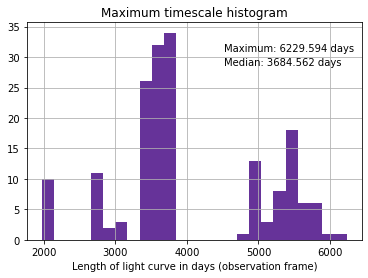 Maximum timescale histogram
35
30
25
20
15
10
5
0
Maximum: 6229.594 days
Median: 3684.562 days
2000 3000 4000 5000 6000
Length of light curve in days (observation frame)